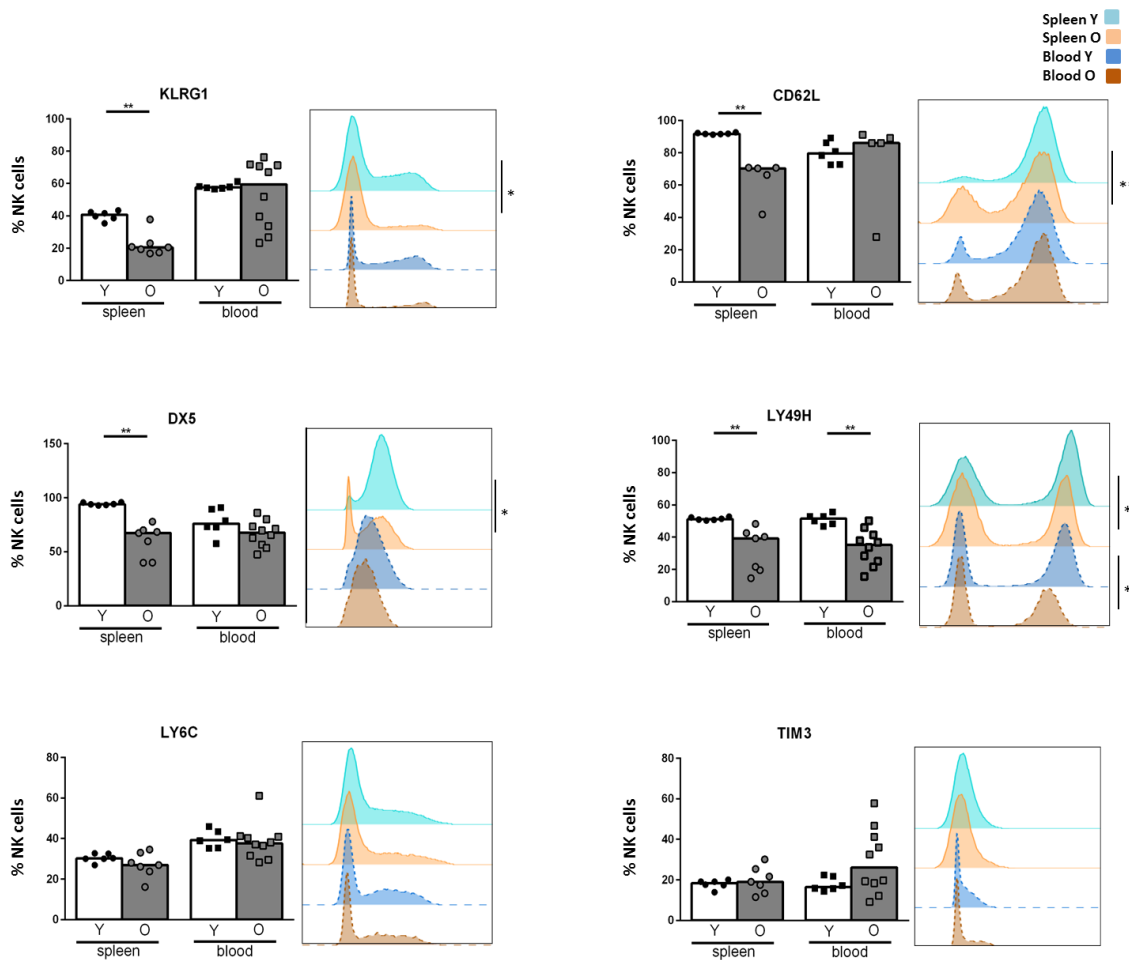 Spleen Y
Spleen O
Blood Y
Blood O
KLRG1
**
% NK cells
100
80
60
40
20
0
Y O Y O
spleen blood
*
CD62L
**
% NK cells
100
80
60
40
20
0
Y O Y O
spleen blood
*
DX5
**
% NK cells
150
100
50
0
Y O Y O
spleen blood
*
LY49H
** **
% NK cells
100
80
60
40
20
0
Y O Y O
spleen blood
*
*
LY6C
% NK cells
80
60
40
20
0
Y O Y O
spleen blood
TIM3
% NK cells
80
60
40
20
0
Y O Y O
spleen blood